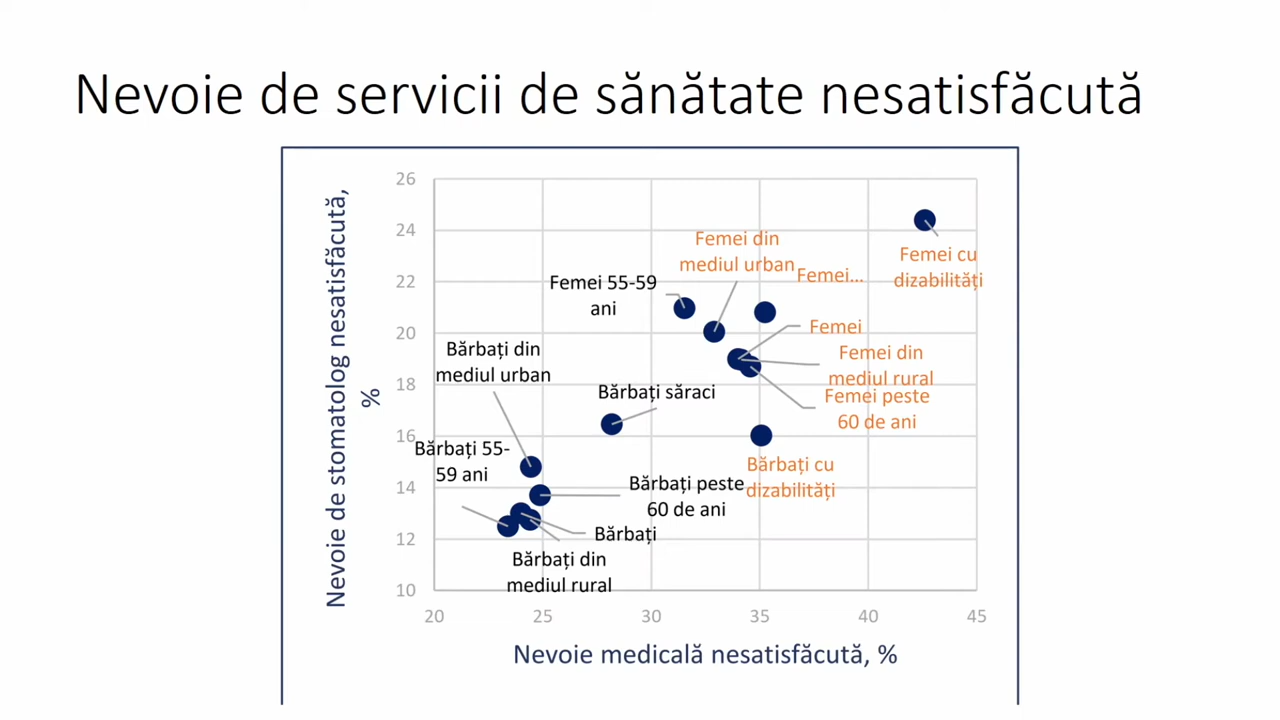 Nevoie de servicii de sănătate nesatisfăcută
Nevoie de stomatolog nesatisfăcută,
%
26
24
22
20
18
16
14
12
10
Femei din
mediul urban
Femei...
Femei cu
dizabilități
Femei 55-59
ani
Femei
Femei din
mediul rural
Femei peste
60 de ani
Bărbați din
mediul urban
Bărbați săraci
Bărbați 55-
59 ani
Bărbați cu
dizabilități
Bărbați peste
60 de ani
Bărbați
Bărbați din
mediul rural
20 25 30 35 40 45
Nevoie medicală nesatisfăcută, %